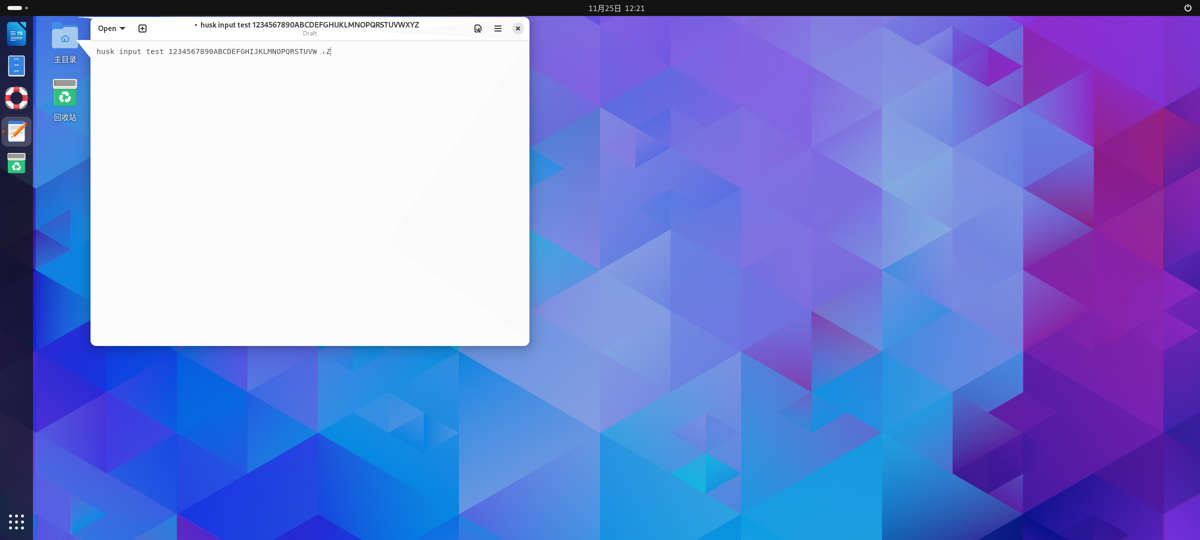 11月25日 12:21
Open
• husk input test 1234567890ABCDEFGHIJKLMNOPQRSTUVWXYZ
Draft
husk input test 1234567890ABCDEFGHIJKLMNOPQRSTUVW
主目录
回收站